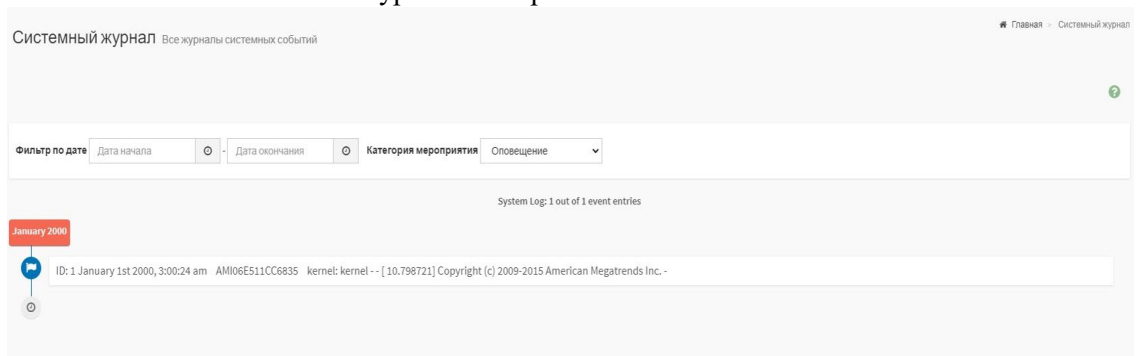 Системный журнал Все журналы системных событий
Главная > Системный журнал
Фильтр по дате Дата начала - Дата окончания Категория мероприятия Оповещение
System Log: 1 out of 1 event entries
January 2000
ID: 1 January 1st 2000, 3:00:24 am AMI06E511CC6835 kernel: kernel - - [ 10.798721] Copyright (c) 2009-2015 American Megatrends Inc. -